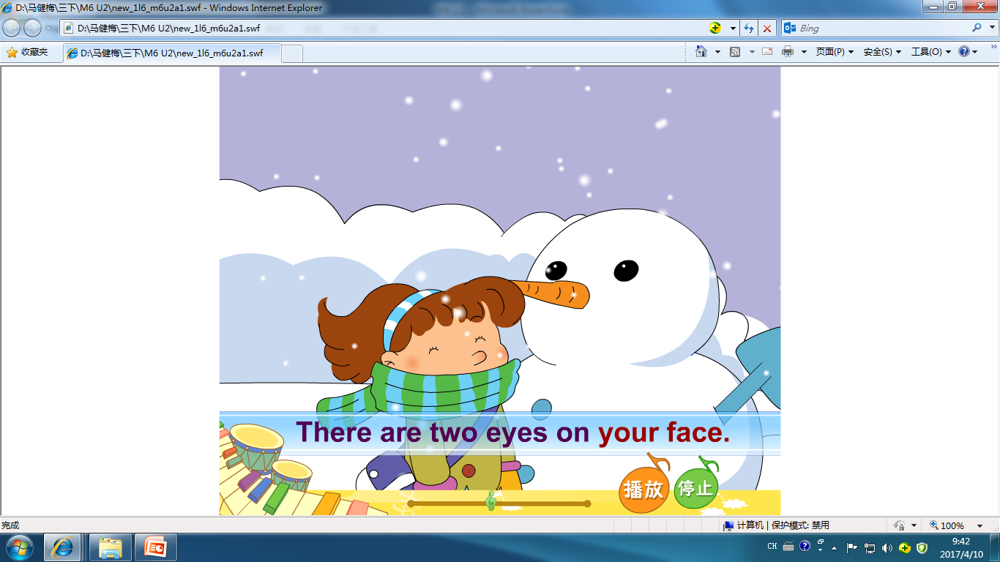 D:\马健梅\三下\M6 U2\new_1l6_m6u2a1.swf - Windows Internet Explorer
D:\马健梅\三下\M6 U2\new_1l6_m6u2a1.swf
Bing
收藏夹
D:\马健梅\三下\M6 U2\new_1l6_m6u2a1.swf
页面(P)
安全(S)
工具(O)
There are two eyes on your face.
播放
停止
完成
计算机 | 保护模式: 禁用
100%
CH
9:42
2017/4/10